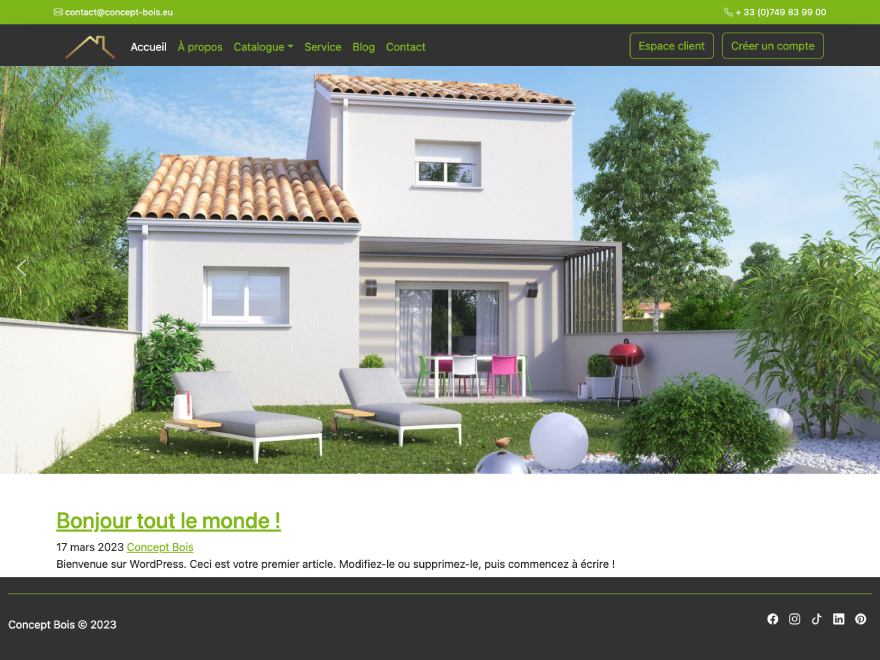 contact@concept-bois.eu
+ 33 (0)749 83 99 00
Accueil À propos Catalogue Service Blog Contact
Espace client Créer un compte
Bonjour tout le monde !
17 mars 2023 Concept Bois
Bienvenue sur WordPress. Ceci est votre premier article. Modifiez-le ou supprimez-le, puis commencez à écrire !
Concept Bois © 2023